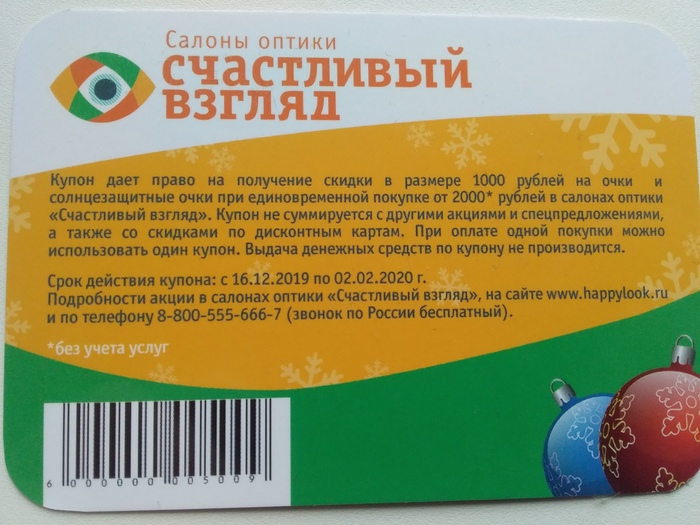 Салоны оптики
СЧАСТЛИВЫЙ
ВЗГЛЯД
Купон дает право на получение скидки в размере 1000 рублей на очки и
солнцезащитные очки при единовременной покупке от 2000* рублей в салонах оптики
«Счастливый взгляд». Купон не суммируется с другими акциями и спецпредложениями,
а также со скидками по дисконтным картам. При оплате одной покупки можно
использовать один купон. Выдача денежных средств по купону не производится.
Срок действия купона: с 16.12.2019 по 02.02.2020 г.
Подробности акции в салонах оптики «Счастливый взгляд», на сайте www.happylook.ru
и по телефону 8-800-555-666-7 (звонок по России бесплатный).
*без учета услуг
6 000000 005009